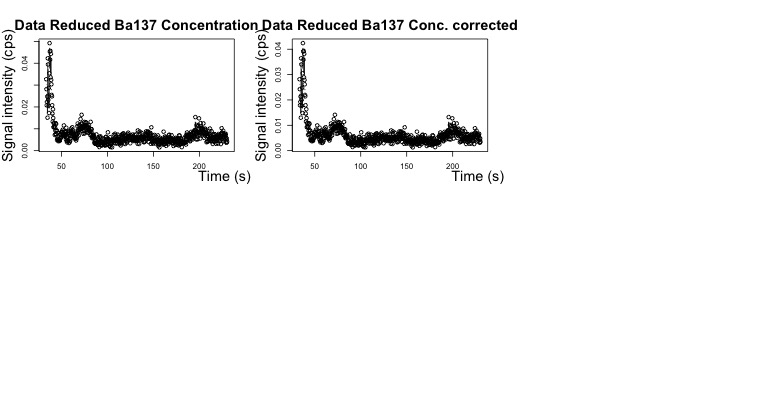 Data Reduced Ba137 Concentration
Signal intensity (cps)
0.04
0.02
0.00
50
100
150
200
Time (s)
Data Reduced Ba137 Conc. corrected
Signal intensity (cps)
0.04
0.03
0.02
0.01
0.00
50
100
150
200
Time (s)